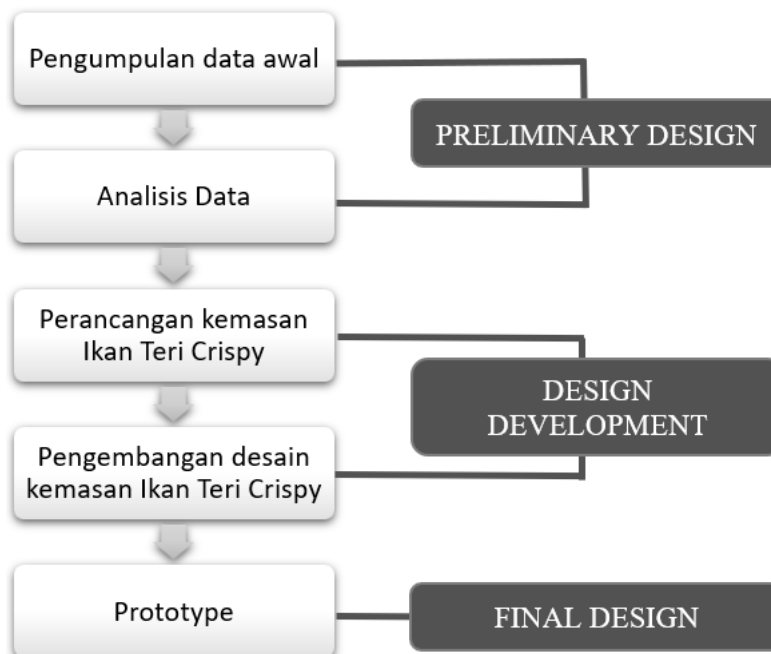 Pengumpulan data awal
PRELIMINARY DESIGN
Analisis Data
Perancangan kemasan
Ikan Teri Crispy
DESIGN
DEVELOPMENT
Pengembangan desain
kemasan Ikan Teri Crispy
Prototype
FINAL DESIGN